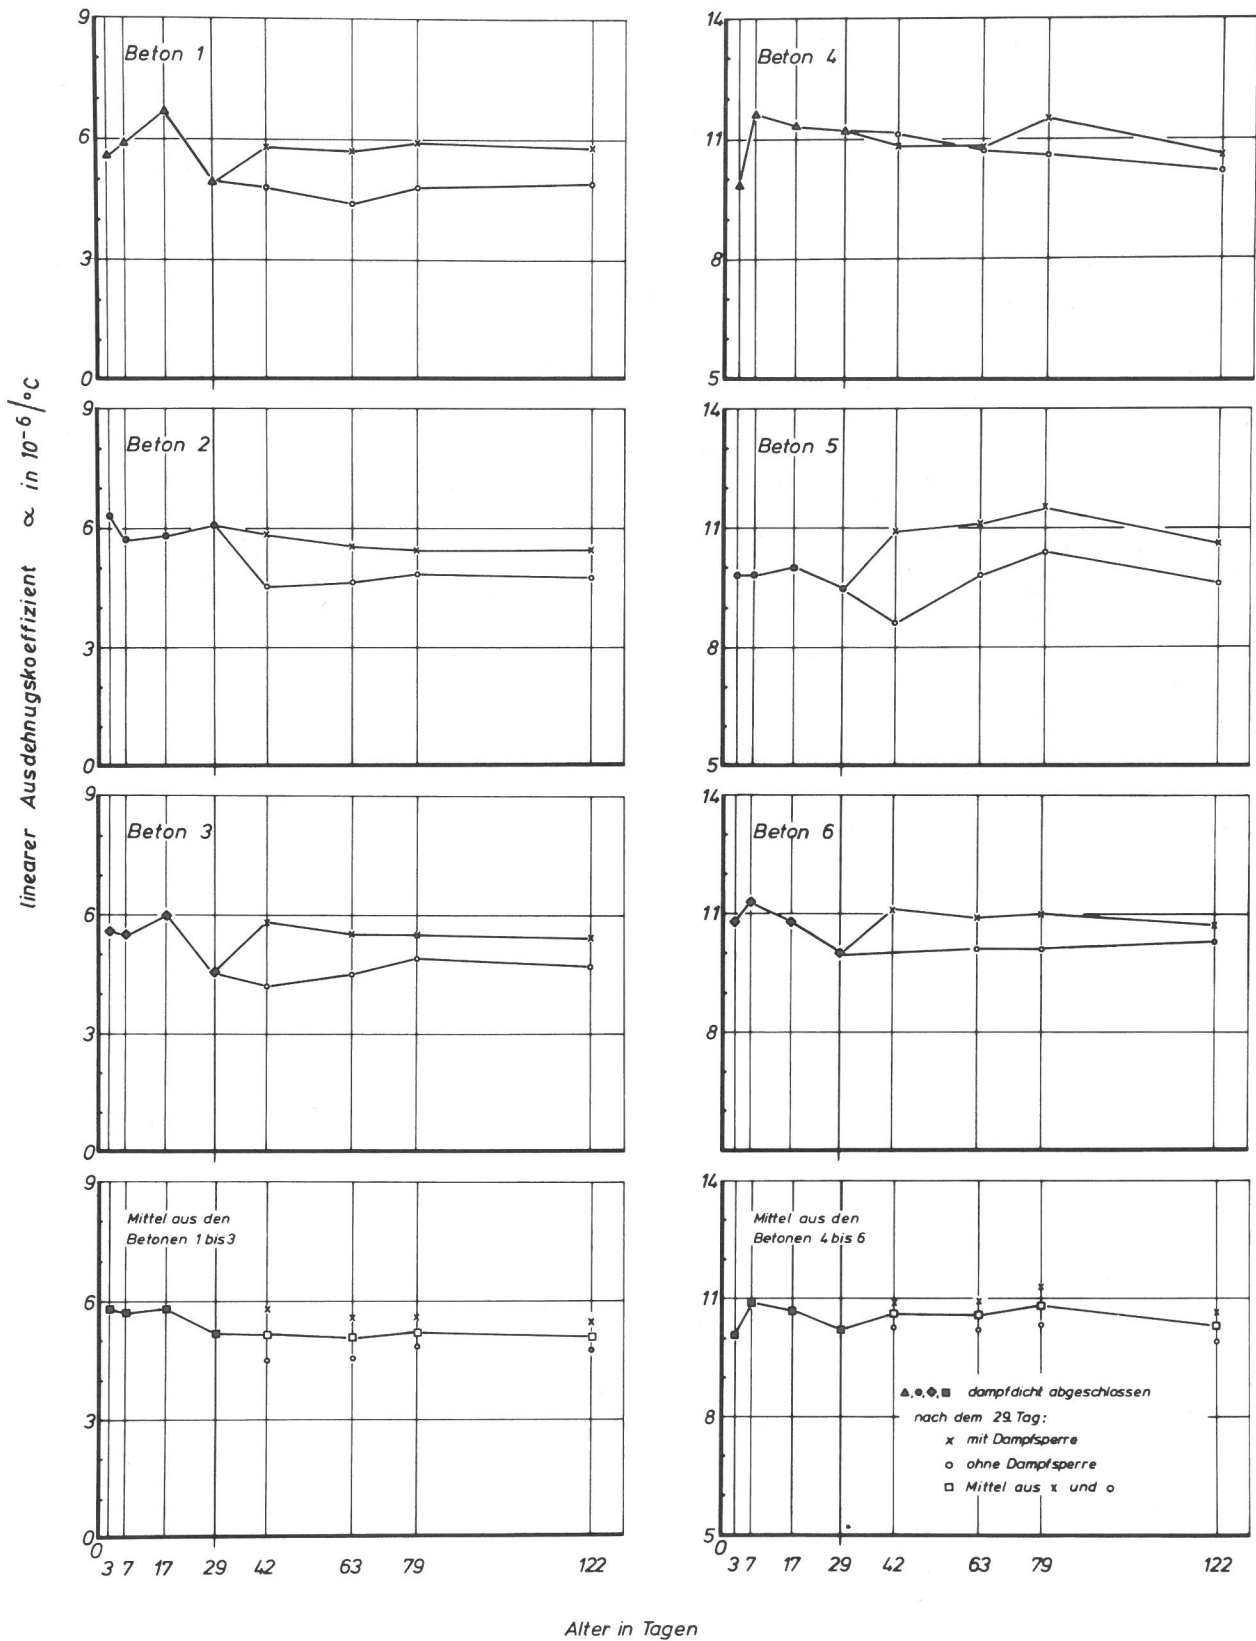 linearer Ausdehnugskoeffizient ∝ in 10⁻⁶/°C
9
Beton 1
6
3
0
14
Beton 4
11
8
5
9
Beton 2
6
3
0
14
Beton 5
11
8
5
9
Beton 3
6
3
0
14
Beton 6
11
8
9
Mittel aus den
Betonen 1 bis 3
6
3
0
0 3 7 17 29 42 63 79 122
14
Mittel aus den
Betonen 4 bis 6
11
▲,●,◆,■ dampfdicht abgeschlossen
8
nach dem 29. Tag:
x mit Dampfsperre
o ohne Dampfsperre
□ Mittel aus x und o
5
0 3 7 17 29 42 63 79 122
Alter in Tagen